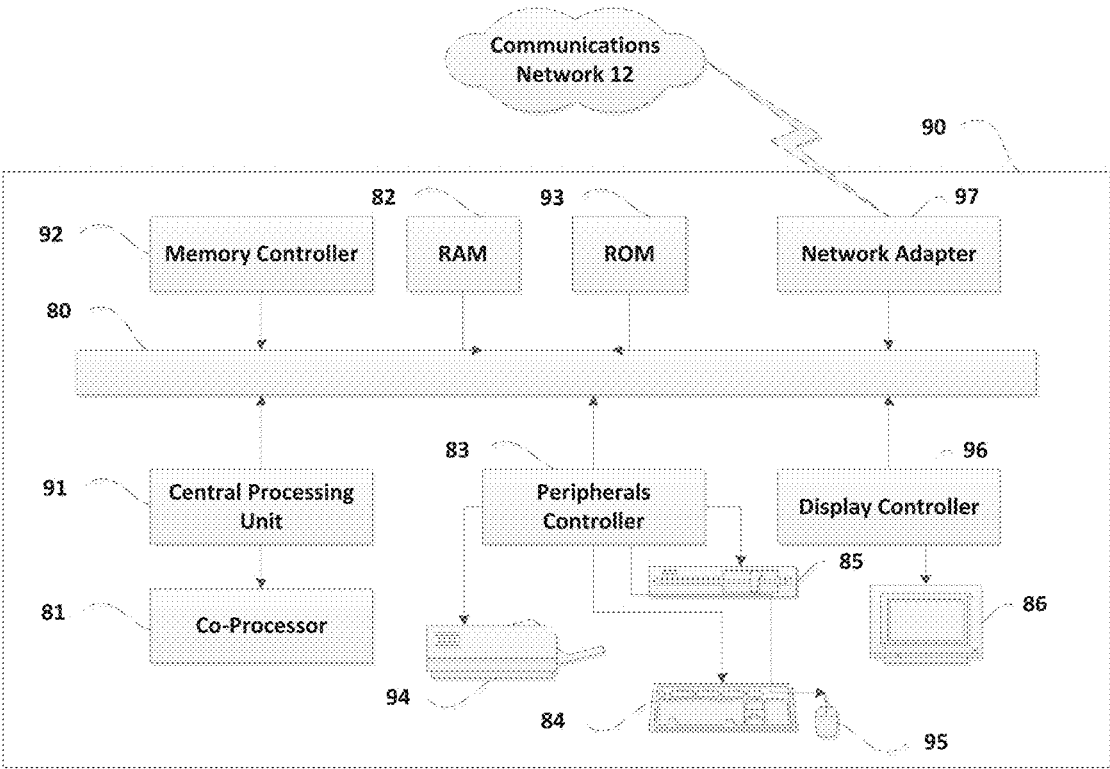 Communications
Network 12
90
82
93
97
92
Memory Controller
RAM
ROM
Network Adapter
80
83
96
91
Central Processing
Unit
Peripherals
Controller
Display Controller
85
81
Co-Processor
86
94
84
95